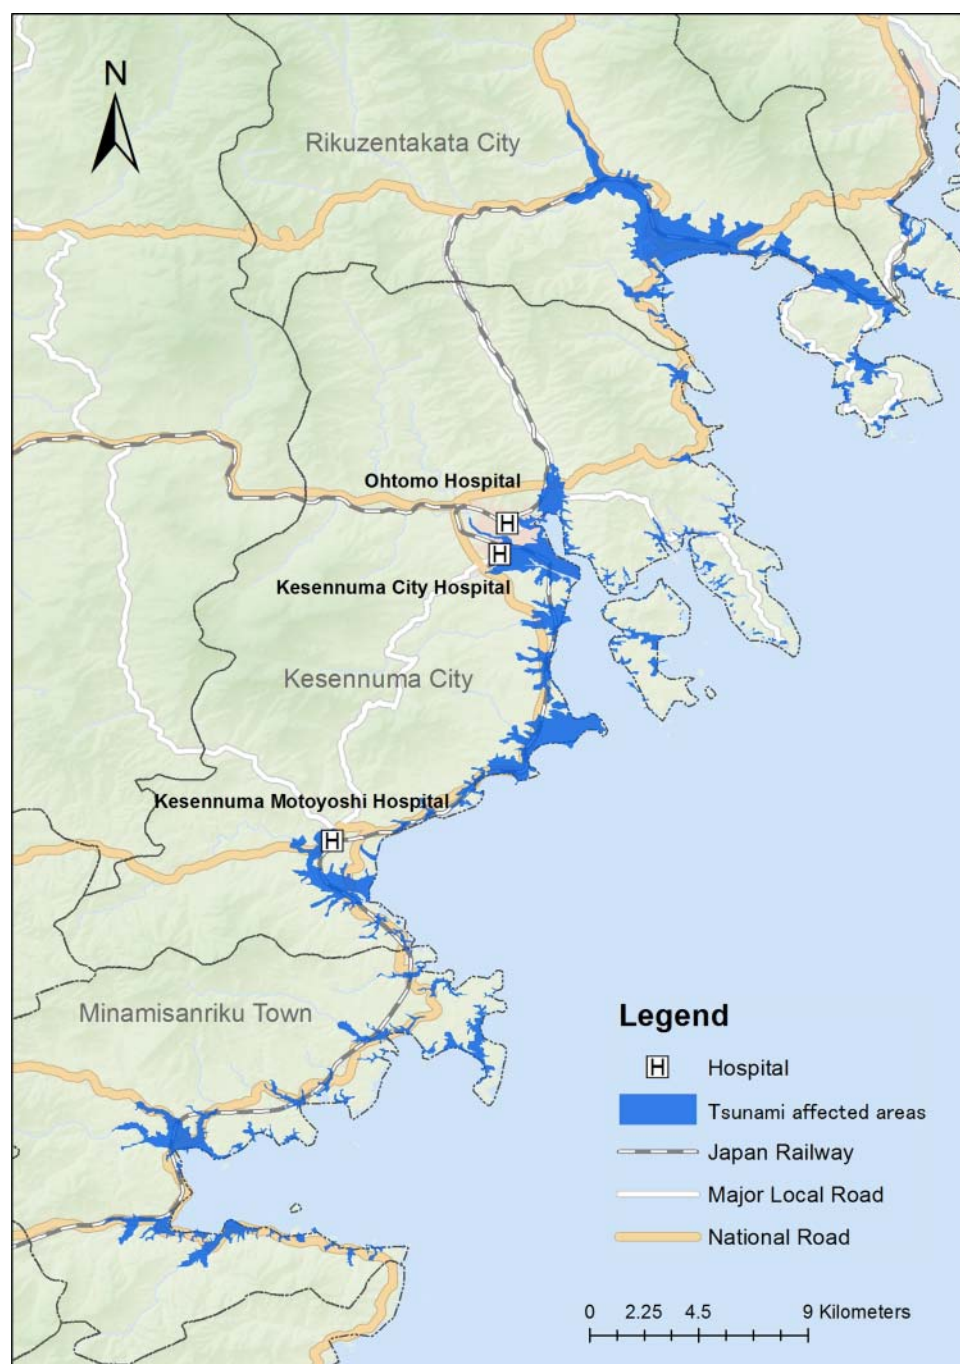 N
Rikuzentakata City
Ohtomo Hospital
H
H
Kesennuma City Hospital
Kesennuma City
Kesennuma Motoyoshi Hospital
H
Minamisanriku Town
Legend
H Hospital
Tsunami affected areas
Japan Railway
Major Local Road
National Road
0 2.25 4.5 9 Kilometers